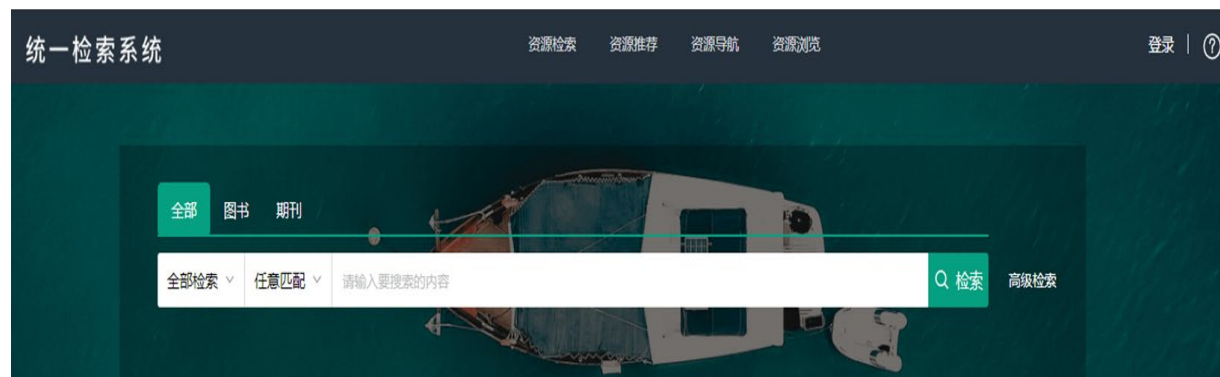 统一检索系统 资源检索 资源推荐 资源导航 资源浏览 登录 | ?
全部 图书 期刊
全部检索 任意匹配 请输入要搜索的内容 检索 高级检索